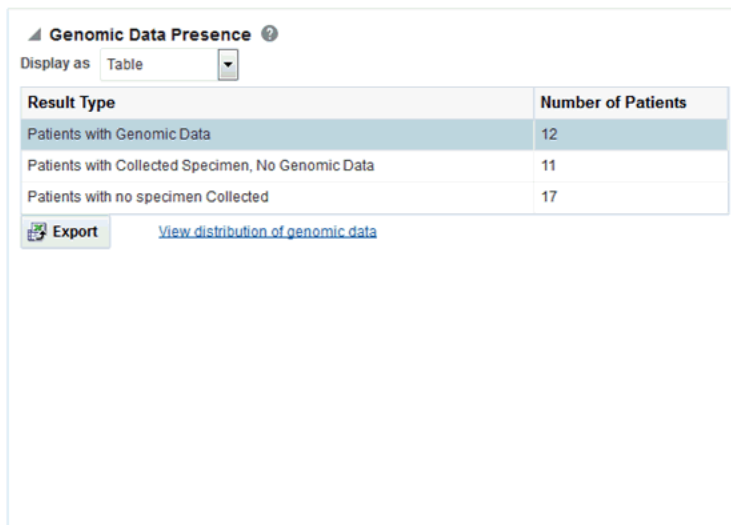 Genomic Data Presence
Display as Table
Result Type Number of Patients
Patients with Genomic Data 12
Patients with Collected Specimen, No Genomic Data 11
Patients with no specimen Collected 17
Export View distribution of genomic data